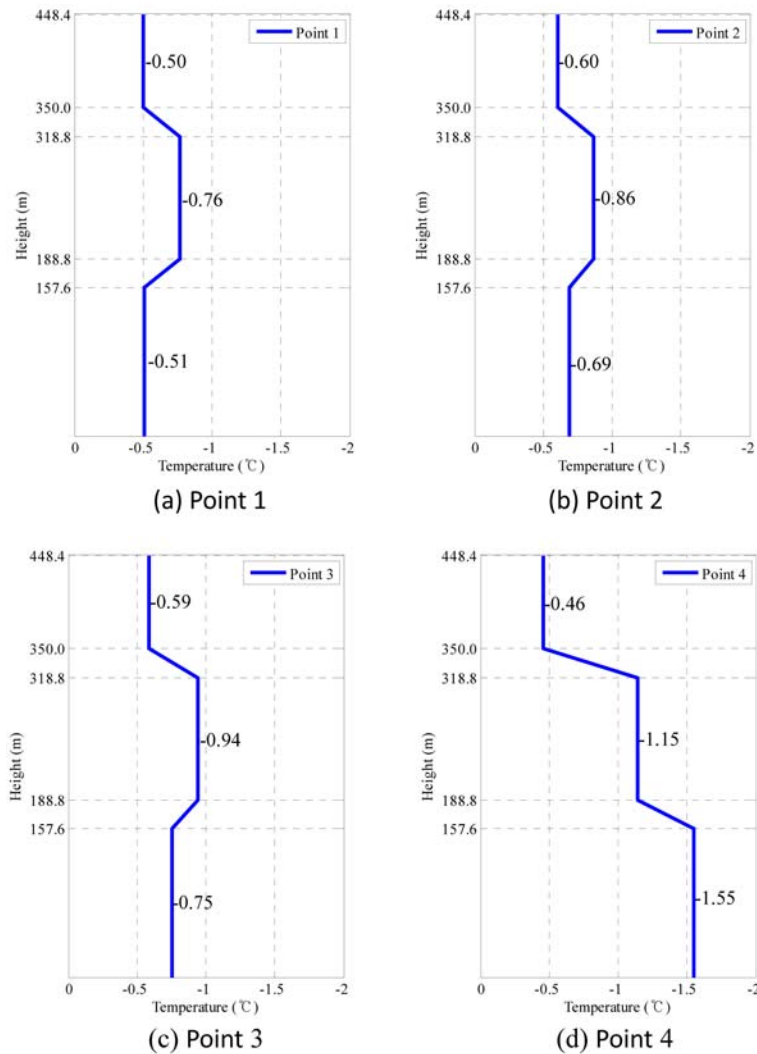 448.4
Point 1
-0.50
350.0
318.8
-0.76
Height (m)
188.8
157.6
-0.51
0 -0.5 -1 -1.5 -2
Temperature (℃)
(a) Point 1
448.4
Point 2
-0.60
350.0
318.8
-0.86
Height (m)
188.8
157.6
-0.69
0 -0.5 -1 -1.5 -2
Temperature (℃)
(b) Point 2
448.4
Point 3
-0.59
350.0
318.8
-0.94
Height (m)
188.8
157.6
-0.75
0 -0.5 -1 -1.5 -2
Temperature (℃)
(c) Point 3
448.4
Point 4
-0.46
350.0
318.8
-1.15
Height (m)
188.8
157.6
-1.55
0 -0.5 -1 -1.5 -2
Temperature (℃)
(d) Point 4